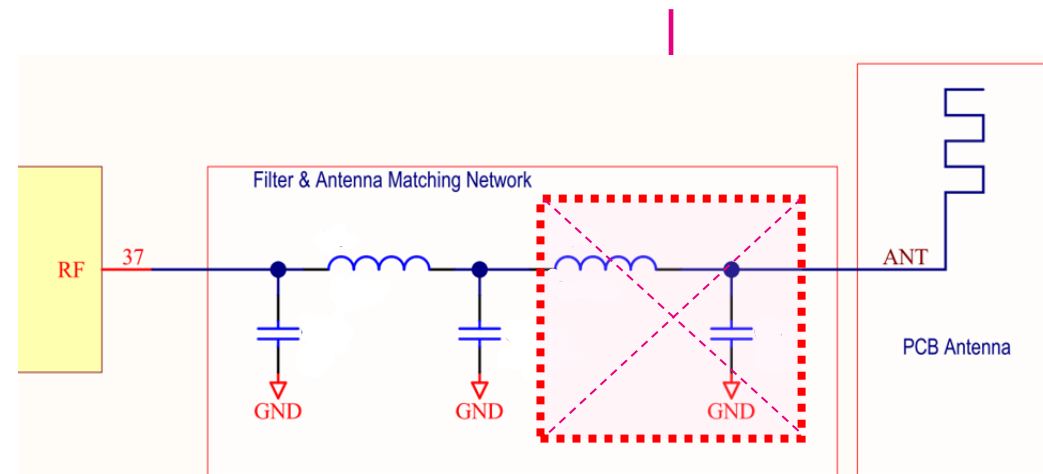 Filter & Antenna Matching Network
RF
37
ANT
PCB Antenna
GND
GND
GND